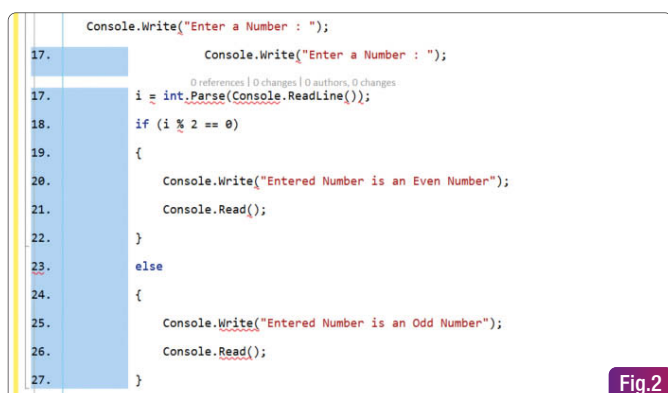 Console.Write("Enter a Number : ");
17. Console.Write("Enter a Number : ");
0 references | 0 changes | 0 authors, 0 changes
17. i = int.Parse(Console.ReadLine());
18. if (i % 2 == 0)
19. {
20. Console.Write("Entered Number is an Even Number");
21. Console.Read();
22. }
23. else
24. {
25. Console.Write("Entered Number is an Odd Number");
26. Console.Read();
27. }
Fig.2